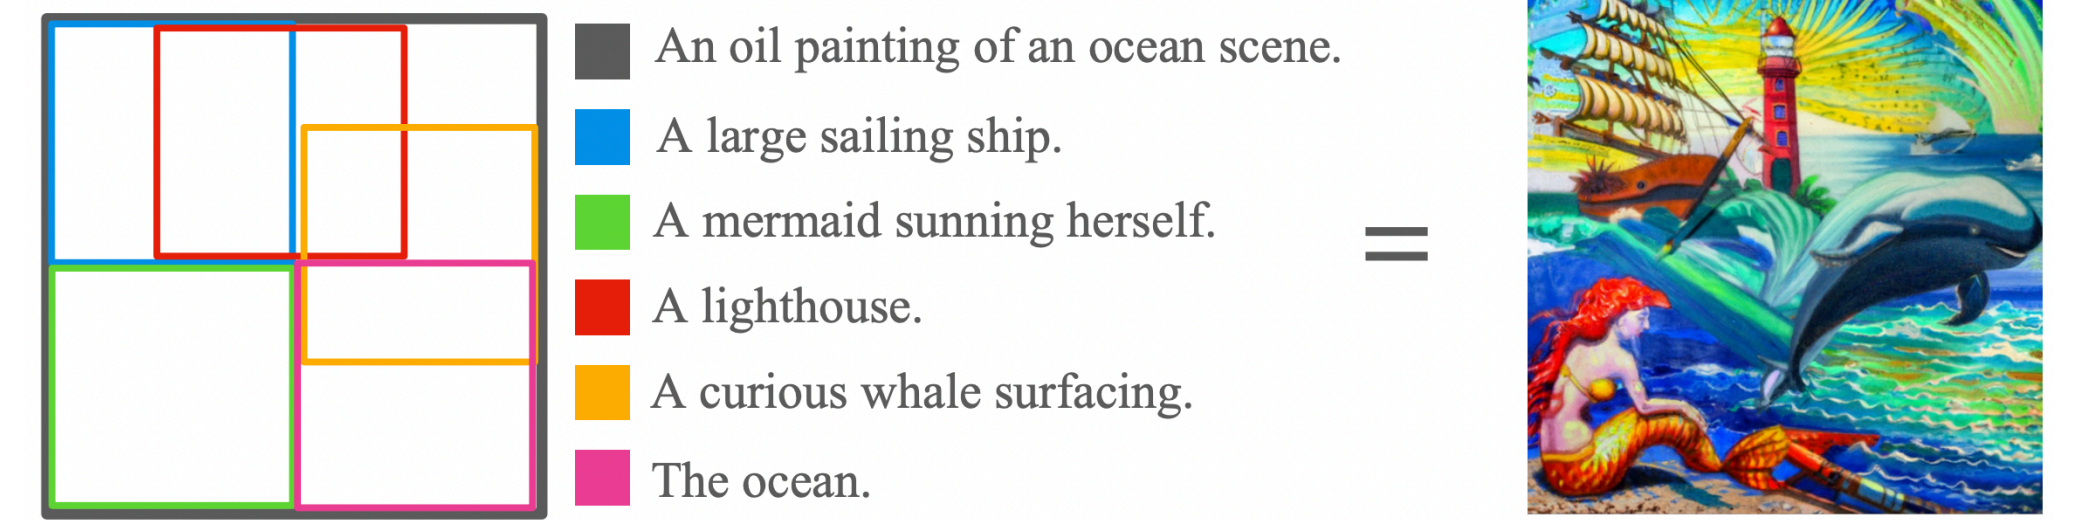 An oil painting of an ocean scene.
A large sailing ship.
A mermaid sunning herself.
A lighthouse.
A curious whale surfacing.
The ocean.
=